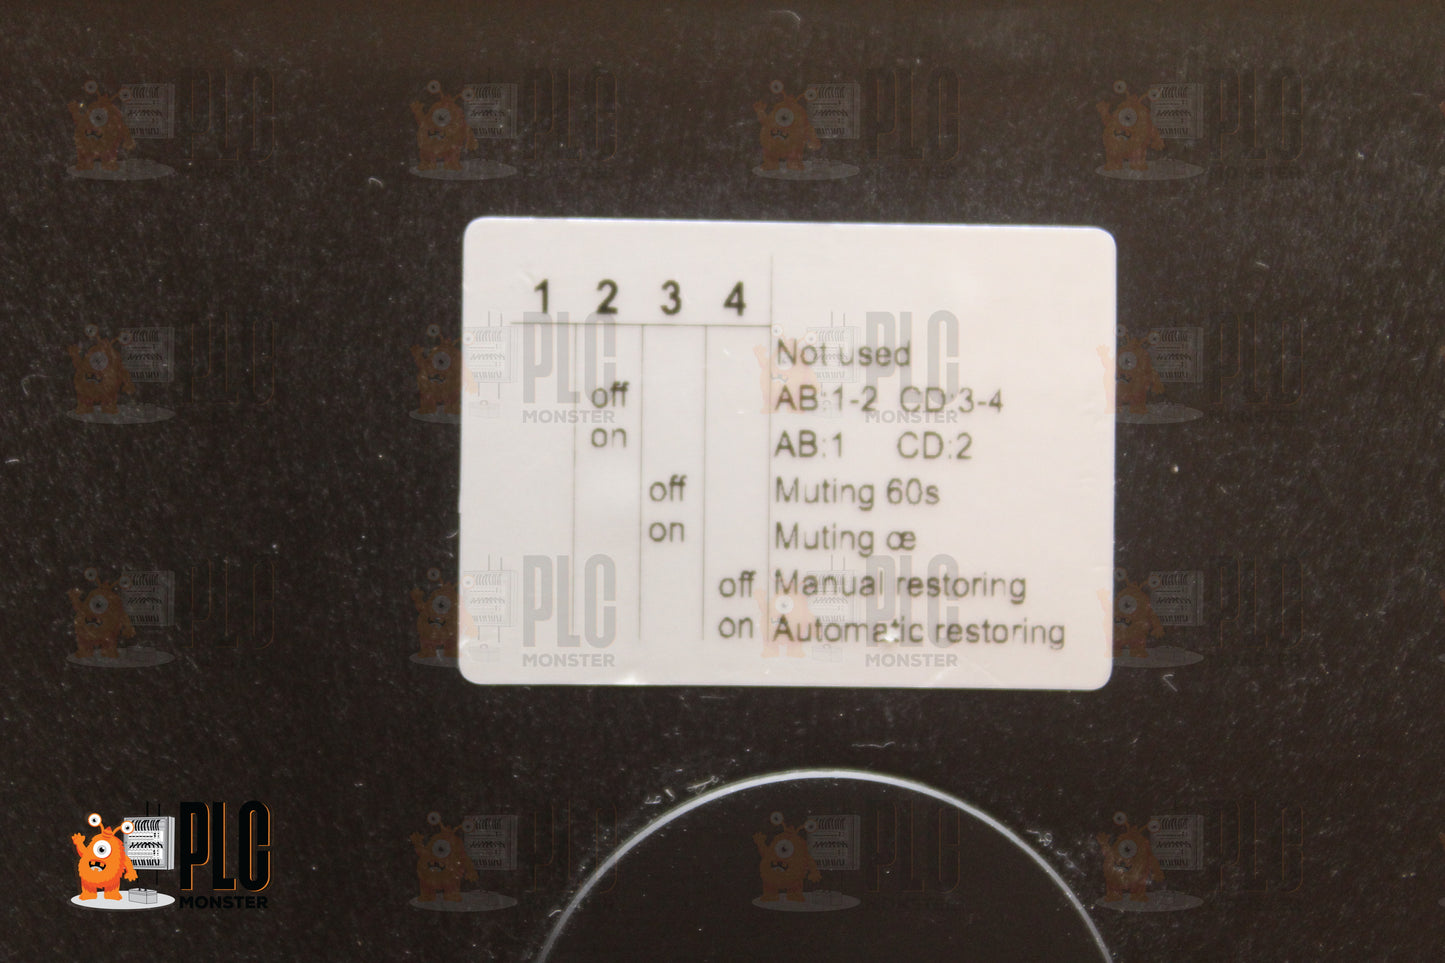 1 2 3 4
Not used
off AB:1-2 CD:3-4
on AB:1 CD:2
off Muting 60s
on Muting œ
off Manual restoring
on Automatic restoring
PLC
MONSTER